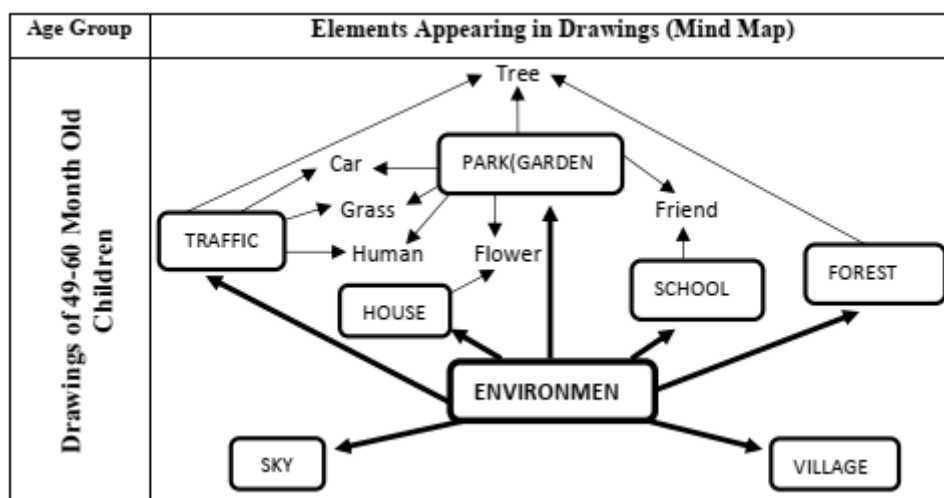 Age Group
Elements Appearing in Drawings (Mind Map)
Drawings of 49-60 Month Old
Children
Tree
PARK(GARDEN
Car
Grass
Friend
TRAFFIC
Human
Flower
FOREST
SCHOOL
HOUSE
ENVIRONMEN
SKY
VILLAGE